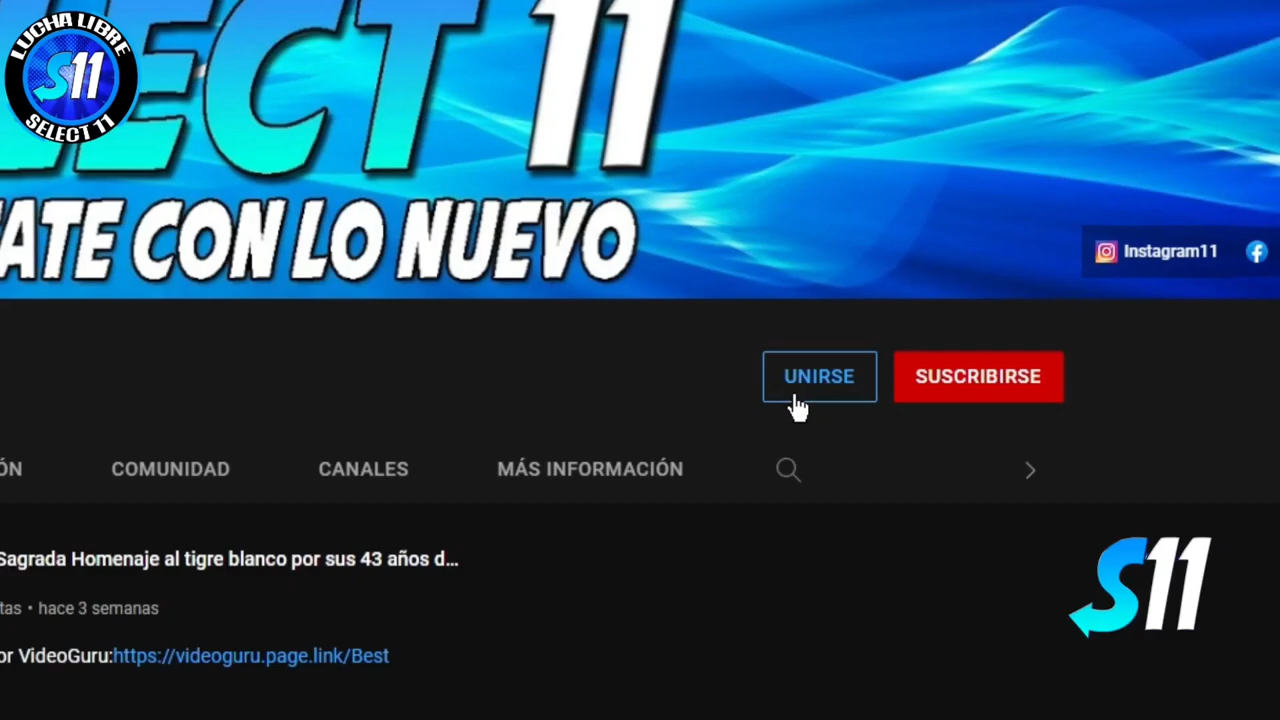 LUCHA LIBRE
S11
SELECT 11
ECT 11
ATE CON LO NUEVO
Instagram11
UNIRSE
SUSCRIBIRSE
ÓN
COMUNIDAD
CANALES
MÁS INFORMACIÓN
Sagrada Homenaje al tigre blanco por sus 43 años d...
tas • hace 3 semanas
or VideoGuru:https://videoguru.page.link/Best
S11